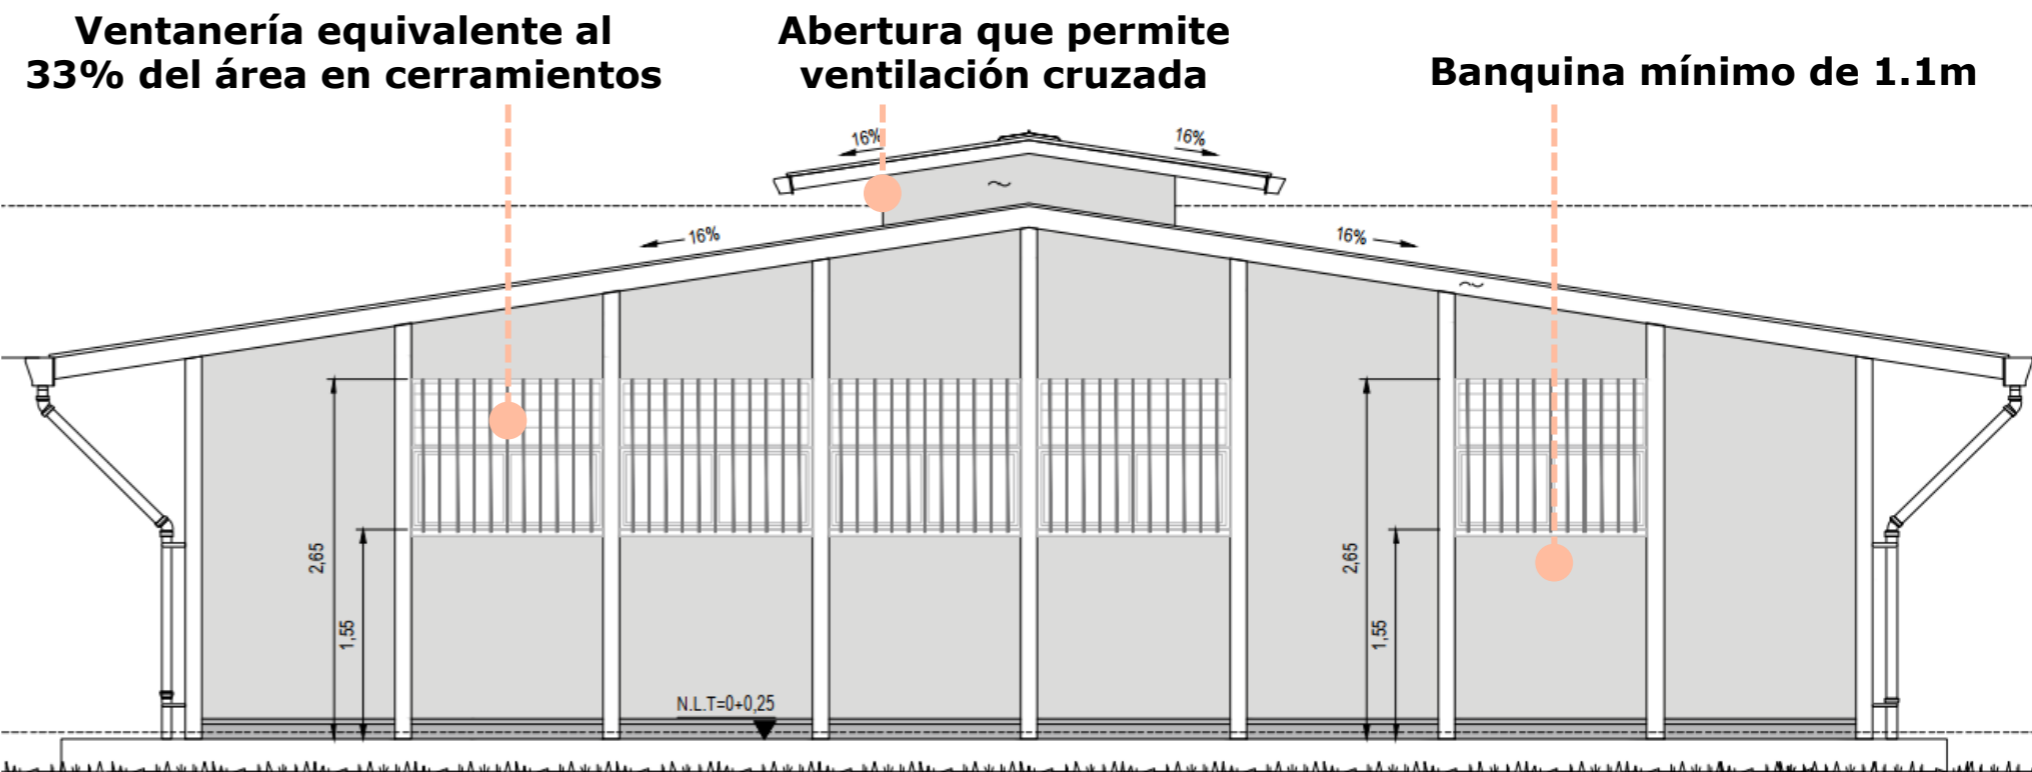 Ventanería equivalente al
33% del área en cerramientos
Abertura que permite
ventilación cruzada
Banquina mínimo de 1.1m
16%
16%
16%
16%
2,65
1,55
2,65
1,55
N.L.T=0+0,25